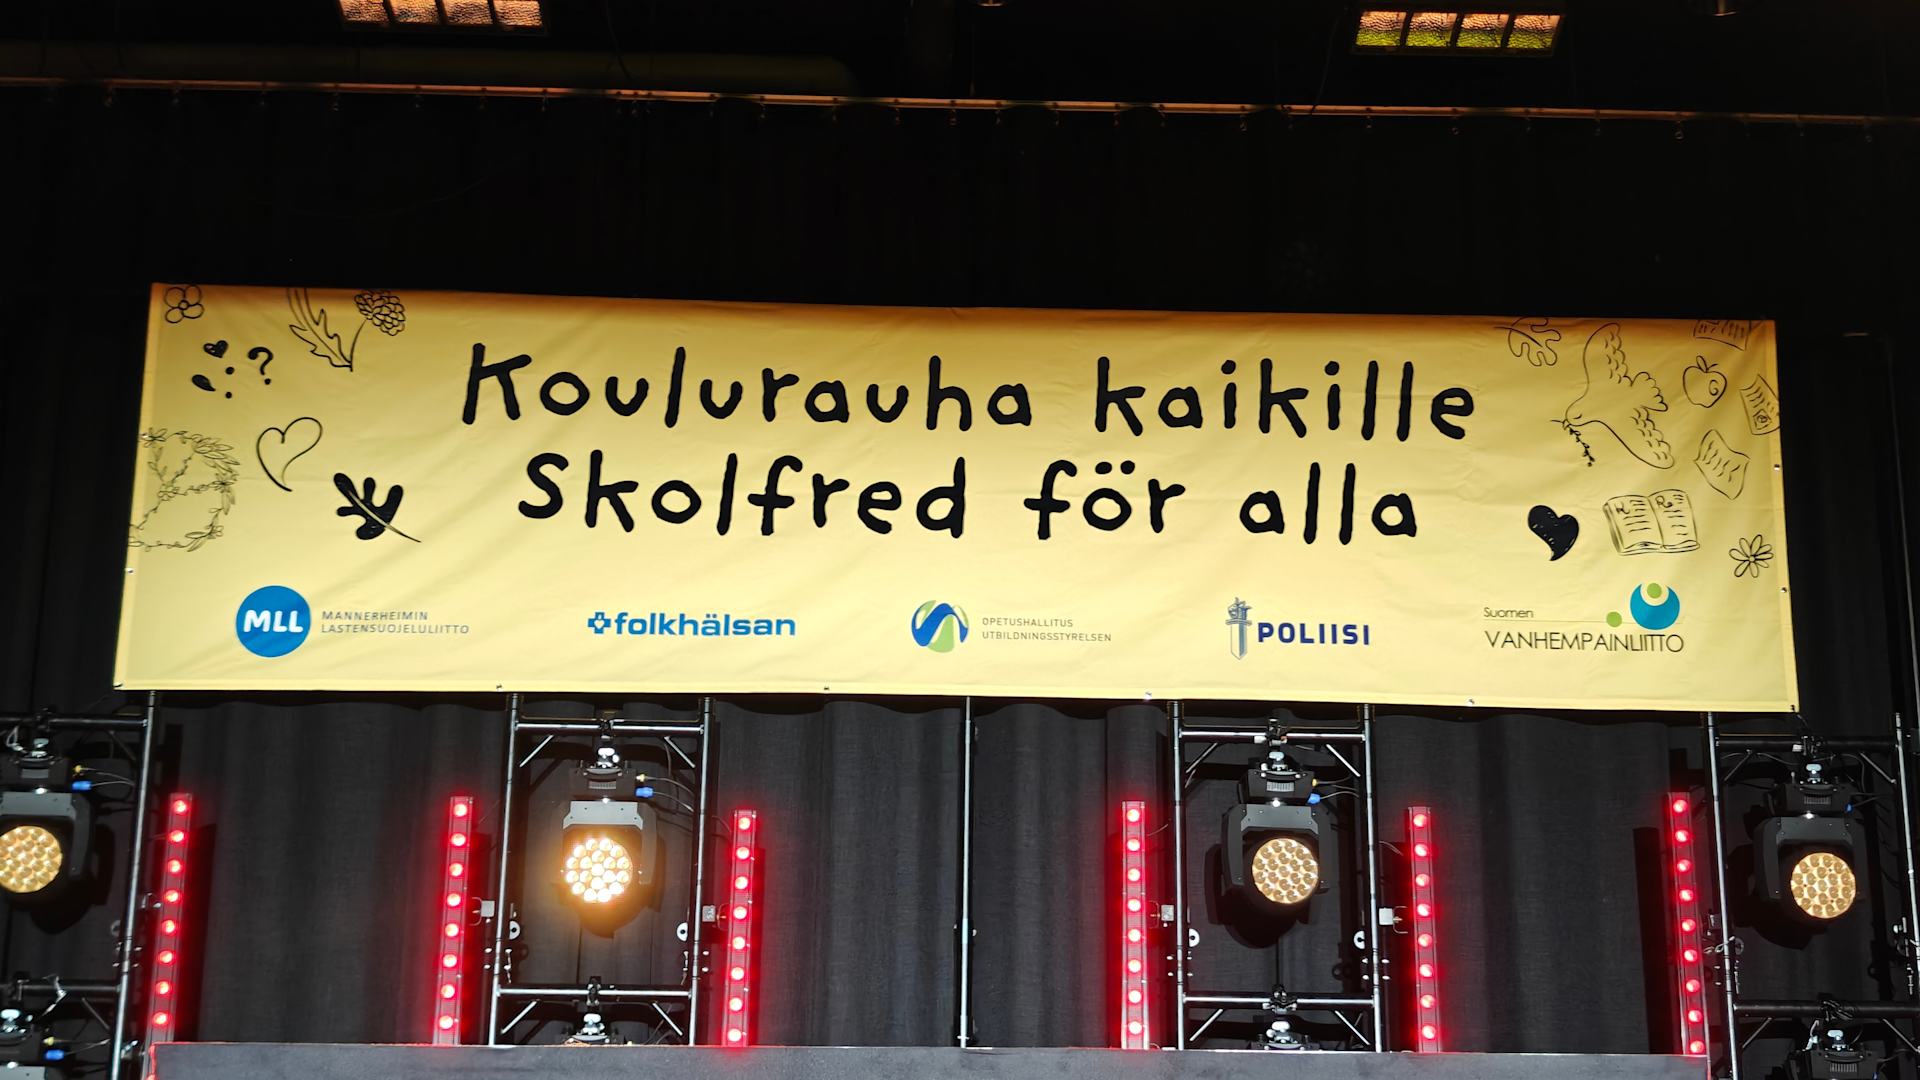 Koulurauha kaikille
Skolfred för alla
MLL
MANNERHEIMIN
LASTENSUOJELULIITTO
folkhälsan
OPETUSHALLITUS
UTBILDNINGSSTYRELSEN
POLIISI
Suomen
VANHEMPAINLIITTO